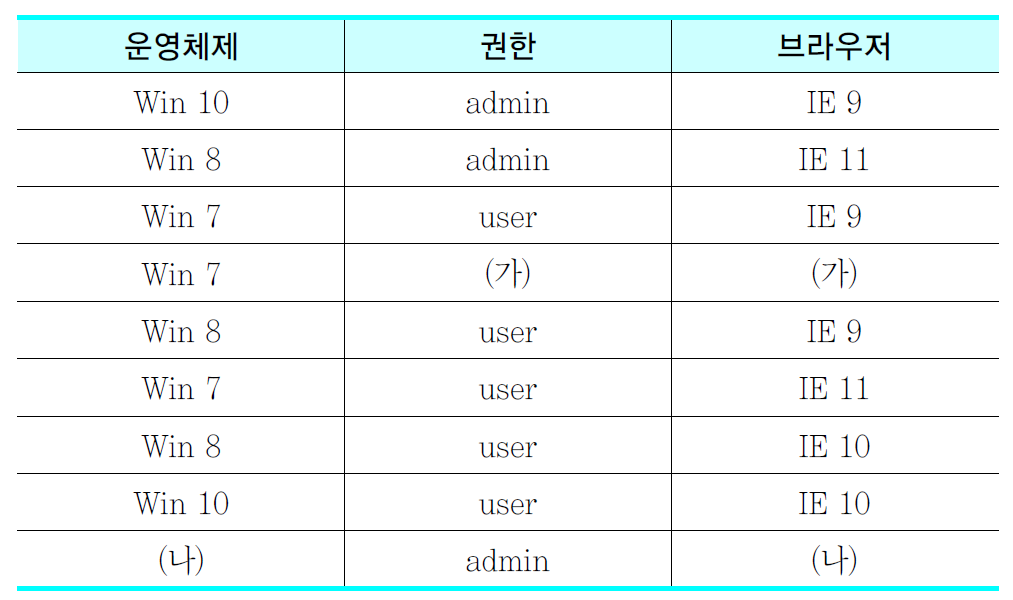 운영체제 권한 브라우저
Win 10 admin IE 9
Win 8 admin IE 11
Win 7 user IE 9
Win 7 (가) (가)
Win 8 user IE 9
Win 7 user IE 11
Win 8 user IE 10
Win 10 user IE 10
(나) admin (나)